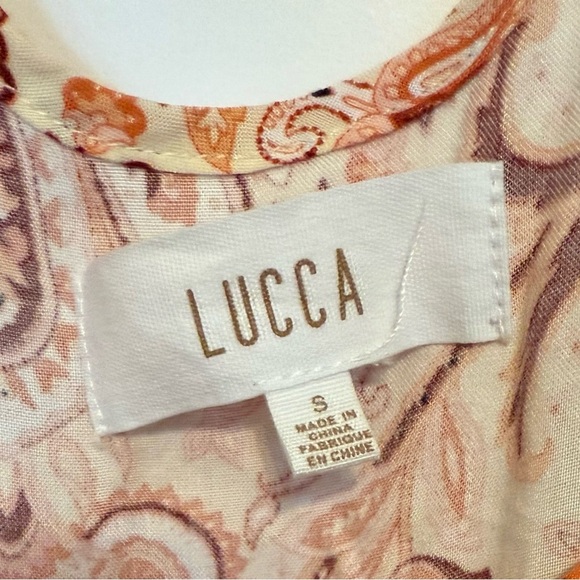 LUCCA
S
MADE IN
CHINA
FABRIQUE
EN CHINE